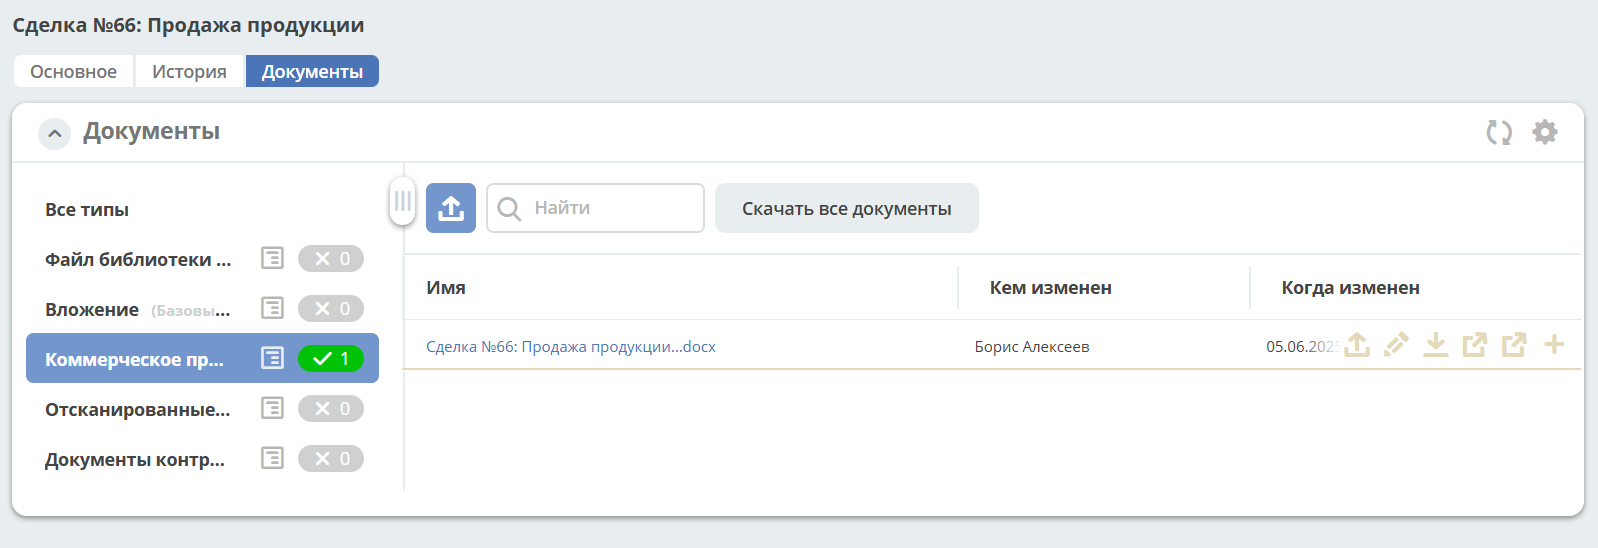 Сделка №66: Продажа продукции
Основное История Документы
Документы
Все типы
Файл библиотеки ... 0
Вложение (Базовы... 0
Коммерческое пр... 1
Отсканированные... 0
Документы контр... 0
Найти Скачать все документы
Имя Кем изменен Когда изменен
Сделка №66: Продажа продукции...docx Борис Алексеев 05.06.2025